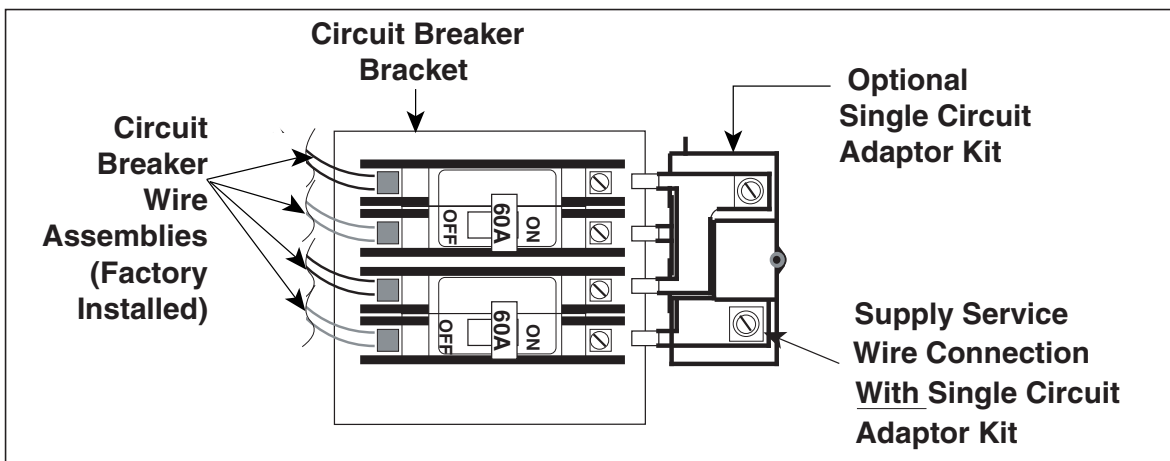 Circuit Breaker
Bracket
Optional
Single Circuit
Adaptor Kit
Circuit
Breaker
Wire
Assemblies
(Factory
Installed)
OFF
60A
ON
OFF
60A
ON
Supply Service
Wire Connection
With Single Circuit
Adaptor Kit